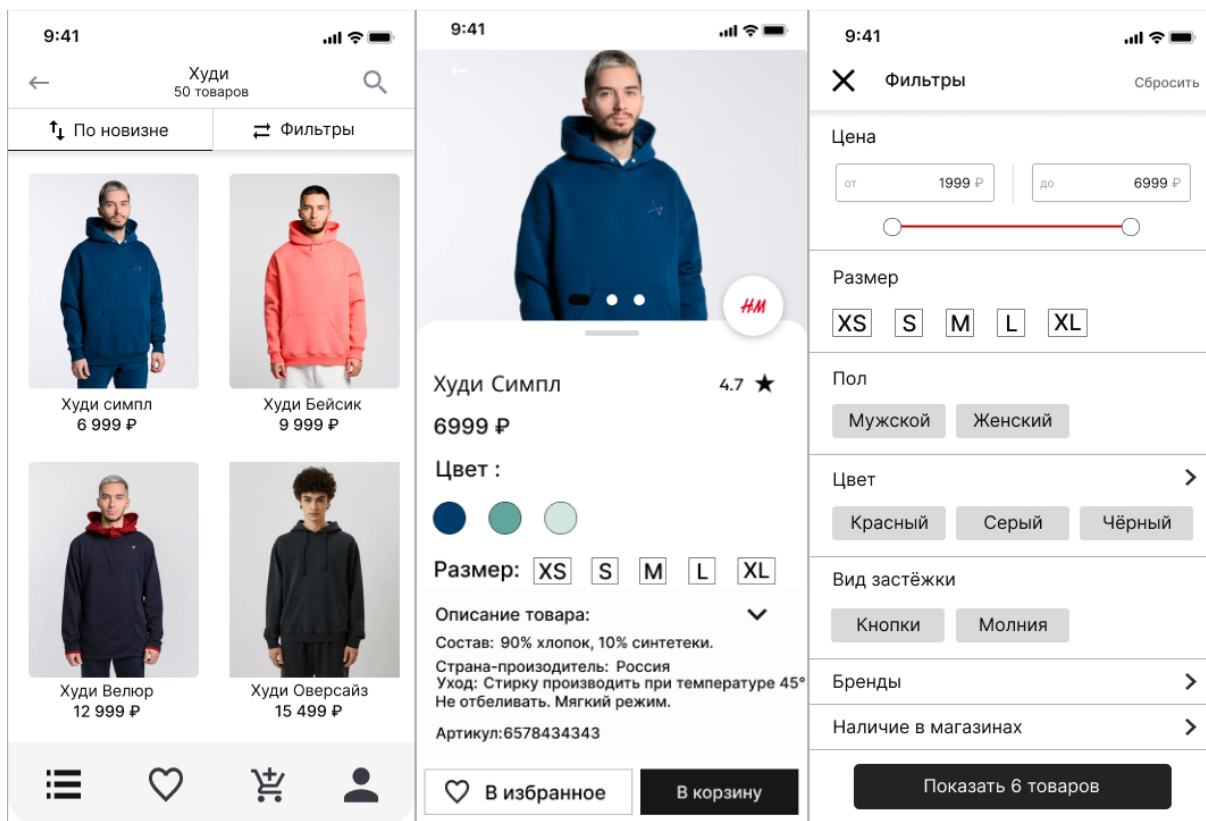 9:41
Худи
50 товаров
По новизне
Фильтры
Худи симпл
6 999 ₽
Худи Бейсик
9 999 ₽
Худи Велюр
12 999 ₽
Худи Оверсайз
15 499 ₽
9:41
HM
Худи Симпл
4.7 ★
6999 ₽
Цвет :
Размер: XS S M L XL
Описание товара:
Состав: 90% хлопок, 10% синтетеки.
Страна-произодитель: Россия
Уход: Стирку производить при температуре 45°
Не отбеливать. Мягкий режим.
Артикул:6578434343
В избранное
В корзину
9:41
Фильтры
Сбросить
Цена
от 1999 ₽
до 6999 ₽
Размер
XS S M L XL
Пол
Мужской Женский
Цвет
Красный Серый Чёрный
Вид застёжки
Кнопки Молния
Бренды
Наличие в магазинах
Показать 6 товаров